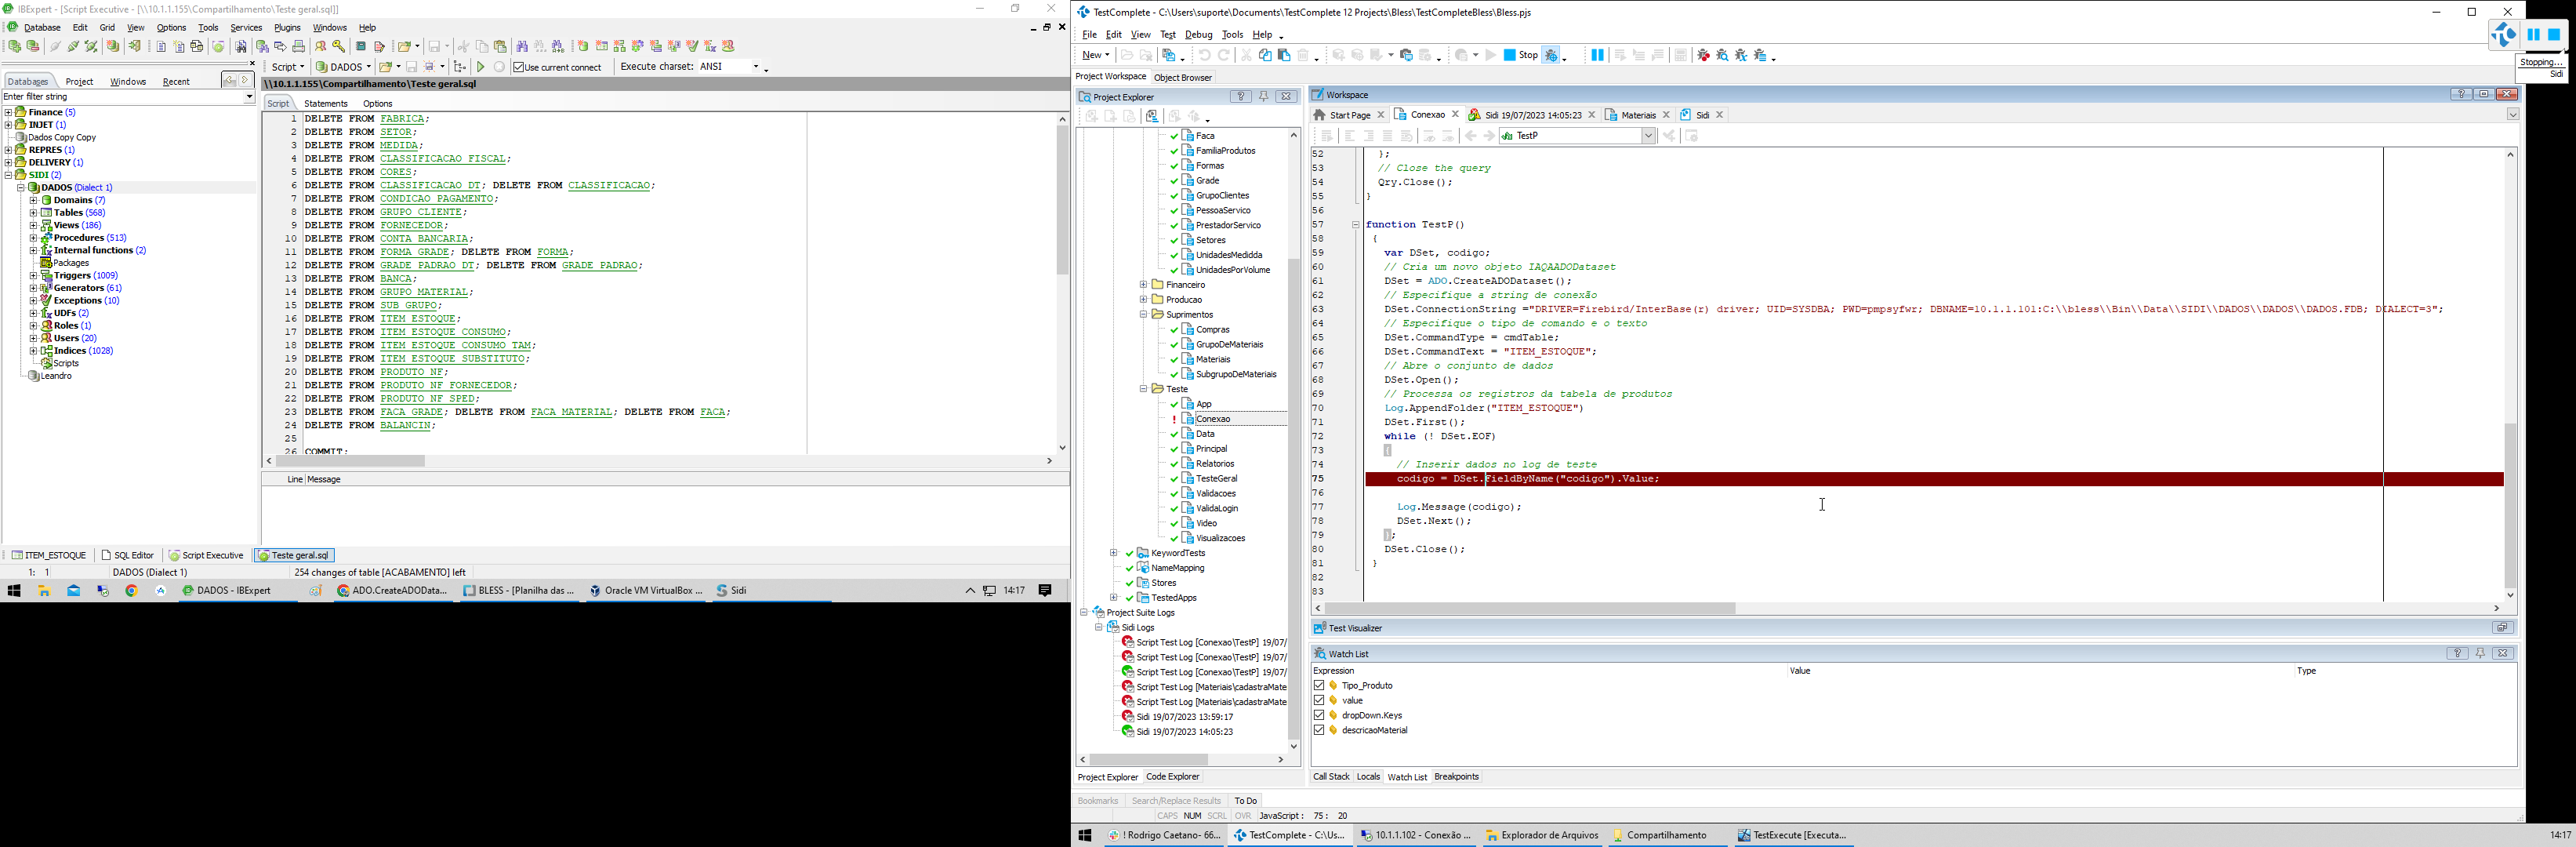 IBExpert - [Script Executive - [\\10.1.1.155\Compartilhamento\Teste geral.sql]]
Database Edit Grid View Options Tools Services Plugins Windows Help
Script DADOS Use current connect Execute charset: ANSI
Databases Project Windows Recent
Enter filter string
Finance (5)
INJET (1)
Dados Copy Copy
REPRES (1)
DELIVERY (1)
SIDI (2)
DADOS (Dialect 1)
Domains (7)
Tables (568)
Views (186)
Procedures (513)
Internal functions (2)
Packages
Triggers (1009)
Generators (61)
Exceptions (10)
UDFs (2)
Roles (1)
Users (20)
Indices (1028)
Scripts
Leandro
\\10.1.1.155\Compartilhamento\Teste geral.sql
Script Statements Options
1 DELETE FROM FABRICA;
2 DELETE FROM SETOR;
3 DELETE FROM MEDIDA;
4 DELETE FROM CLASSIFICACAO_FISCAL;
5 DELETE FROM CORES;
6 DELETE FROM CLASSIFICACAO_DT; DELETE FROM CLASSIFICACAO;
7 DELETE FROM CONDICAO_PAGAMENTO;
8 DELETE FROM GRUPO_CLIENTE;
9 DELETE FROM FORNECEDOR;
10 DELETE FROM CONTA_BANCARIA;
11 DELETE FROM FORMA_GRADE; DELETE FROM FORMA;
12 DELETE FROM GRADE_PADRAO_DT; DELETE FROM GRADE_PADRAO;
13 DELETE FROM BANCA;
14 DELETE FROM GRUPO_MATERIAL;
15 DELETE FROM SUB_GRUPO;
16 DELETE FROM ITEM_ESTOQUE;
17 DELETE FROM ITEM_ESTOQUE_CONSUMO;
18 DELETE FROM ITEM_ESTOQUE_CONSUMO_TAM;
19 DELETE FROM ITEM_ESTOQUE_SUBSTITUTO;
20 DELETE FROM PRODUTO_NF;
21 DELETE FROM PRODUTO_NF_FORNECEDOR;
22 DELETE FROM PRODUTO_NF_SPED;
23 DELETE FROM FACA_GRADE; DELETE FROM FACA_MATERIAL; DELETE FROM FACA;
24 DELETE FROM BALANCIN;
25
26 COMMIT;
Line Message
ITEM_ESTOQUE SQL Editor Script Executive Teste geral.sql
1: 1 DADOS (Dialect 1) 254 changes of table [ACABAMENTO] left
DADOS - IBExpert ADO.CreateADOData... BLESS - [Planilha das ... Oracle VM VirtualBox ... Sidi 14:17
TestComplete - C:\Users\suporte\Documents\TestComplete 12 Projects\Bless\TestCompleteBless\Bless.pjs
File Edit View Test Debug Tools Help
New Stop
Stopping...
Sidi
Project Workspace Object Browser
Project Explorer
Faca
FamiliaProdutos
Formas
Grade
GrupoClientes
PessoaServico
PrestadorServico
Setores
UnidadesMedidda
UnidadesPorVolume
Financeiro
Producao
Suprimentos
Compras
GrupoDeMateriais
Materiais
SubgrupoDeMateriais
Teste
App
Conexao
Data
Principal
Relatorios
TesteGeral
Validacoes
ValidaLogin
Video
Visualizacoes
KeywordTests
NameMapping
Stores
TestedApps
Project Suite Logs
Sidi Logs
Script Test Log [Conexao\TestP] 19/07/
Script Test Log [Conexao\TestP] 19/07/
Script Test Log [Conexao\TestP] 19/07/
Script Test Log [Materiais\cadastraMate
Script Test Log [Materiais\cadastraMate
Sidi 19/07/2023 13:59:17
Sidi 19/07/2023 14:05:23
Project Explorer Code Explorer
Workspace
Start Page Conexao Sidi 19/07/2023 14:05:23 Materiais Sidi
TestP
52 };
53 // Close the query
54 Qry.Close();
55 }
56
57 function TestP()
58 {
59 var DSet, codigo;
60 // Cria um novo objeto IAQAADODataset
61 DSet = ADO.CreateADODataset();
62 // Especifique a string de conexão
63 DSet.ConnectionString ="DRIVER=Firebird/InterBase(r) driver; UID=SYSDBA; PWD=pmpsyfwr; DBNAME=10.1.1.101:C:\\bless\\Bin\\Data\\SIDI\\DADOS\\DADOS\\DADOS.FDB; DIALECT=3";
64 // Especifique o tipo de comando e o texto
65 DSet.CommandType = cmdTable;
66 DSet.CommandText = "ITEM_ESTOQUE";
67 // Abre o conjunto de dados
68 DSet.Open();
69 // Processa os registros da tabela de produtos
70 Log.AppendFolder("ITEM_ESTOQUE")
71 DSet.First();
72 while (! DSet.EOF)
73 {
74 // Inserir dados no log de teste
75 codigo = DSet.FieldByName("codigo").Value;
76
77 Log.Message(codigo);
78 DSet.Next();
79 };
80 DSet.Close();
81 }
82
83
Test Visualizer
Watch List
Expression Value Type
Tipo_Produto
value
dropDown.Keys
descricaoMaterial
Call Stack Locals Watch List Breakpoints
Bookmarks Search/Replace Results To Do
CAPS NUM SCRL OVR JavaScript : 75: 20
! Rodrigo Caetano- 66... TestComplete - C:\Us... 10.1.1.102 - Conexão ... Explorador de Arquivos Compartilhamento TestExecute [Executa... 14:17